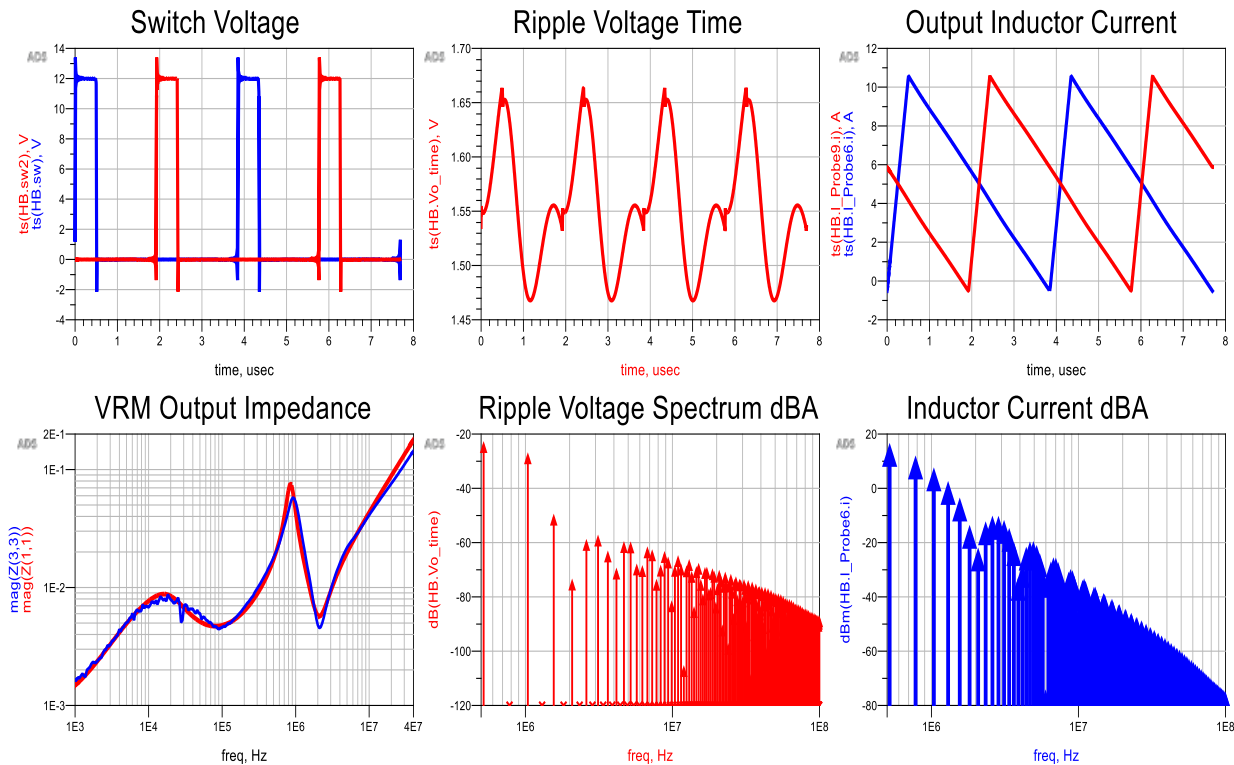 Switch Voltage
ADS
14
12
10
8
6
4
2
0
-2
-4
ts(HB.sw2), V
ts(HB.sw), V
0 1 2 3 4 5 6 7 8
time, usec
Ripple Voltage Time
ADS
1.70
1.65
1.60
1.55
1.50
1.45
ts(HB.Vo_time), V
0 1 2 3 4 5 6 7 8
time, usec
Output Inductor Current
ADS
12
10
8
6
4
2
0
-2
ts(HB.I_Probe9.i), A
ts(HB.I_Probe6.i), A
0 1 2 3 4 5 6 7 8
time, usec
VRM Output Impedance
ADS
2E-1
1E-1
1E-2
1E-3
mag(Z(3,3))
mag(Z(1,1))
1E3 1E4 1E5 1E6 1E7 4E7
freq, Hz
Ripple Voltage Spectrum dBA
ADS
-20
-40
-60
-80
-100
-120
dB(HB.Vo_time)
1E6 1E7 1E8
freq, Hz
Inductor Current dBA
ADS
20
0
-20
-40
-60
-80
dBm(HB.I_Probe6.i)
1E6 1E7 1E8
freq, Hz